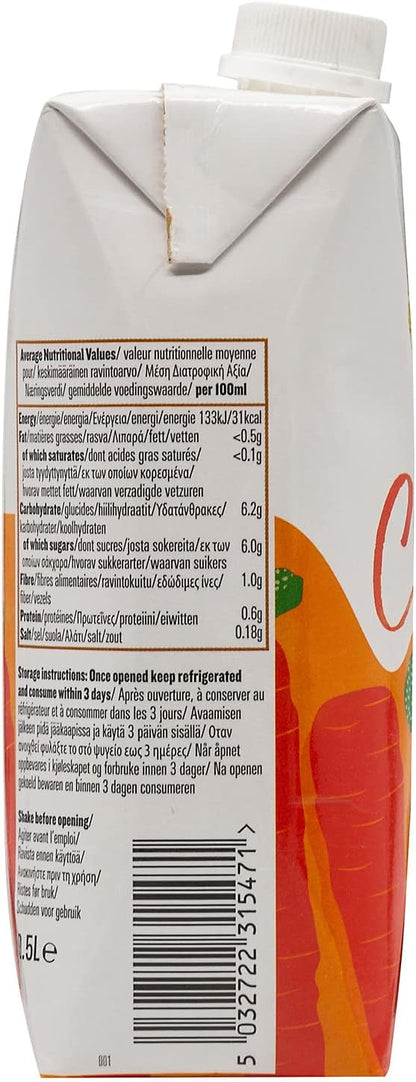 Average Nutritional Values/ valeur nutritionnelle moyenne
pour/ keskimääräinen ravintoarvo/ Μέση Διατροφική Αξία/
Næringsverdi/ gemiddelde voedingswaarde/ per 100ml
Energy/énergie/energia/Ενέργεια/energi/energie 133kJ/31kcal
Fat/matières grasses/rasva/Λιπαρά/fett/vetten <0.5g
of which saturates/dont acides gras saturés/ <0.1g
josta tyydyttynyttä/εκ των οποίων κορεσμένα/
hvorav mettet fett/waarvan verzadigde vetzuren
Carbohydrate/glucides/hiilihydraatit/Υδατάνθρακες/ 6.2g
karbohydrater/koolhydraten
of which sugars/dont sucres/josta sokereita/εκ των 6.0g
οποίων σάκχαρα/hvorav sukkerarter/waarvan suikers
Fibre/fibres alimentaires/ravintokuitu/εδώδιμες ίνες/ 1.0g
fiber/vezels
Protein/protéines/Πρωτεΐνες/proteiini/eiwitten 0.6g
Salt/sel/suola/Αλάτι/salt/zout 0.18g
Storage instructions: Once opened keep refrigerated
and consume within 3 days/ Après ouverture, à conserver au
réfrigérateur et à consommer dans les 3 jours/ Avaamisen
jälkeen pidä jääkaapissa ja käytä 3 päivän sisällä/ Όταν
ανοιχθεί φυλάξτε το στο ψυγείο εως 3 ημέρες/ Når åpnet
oppbevares i kjøleskapet og forbruke innen 3 dager/ Na openen
gekoeld bewaren en binnen 3 dagen consumeren
Shake before opening/
Agiter avant l'emploi/
Ravista ennen käyttöä/
Ανακινήστε πριν τη χρήση/
Ristes før bruk/
Schudden voor gebruik
0.5L℮
5 032722 315471 >
001
C